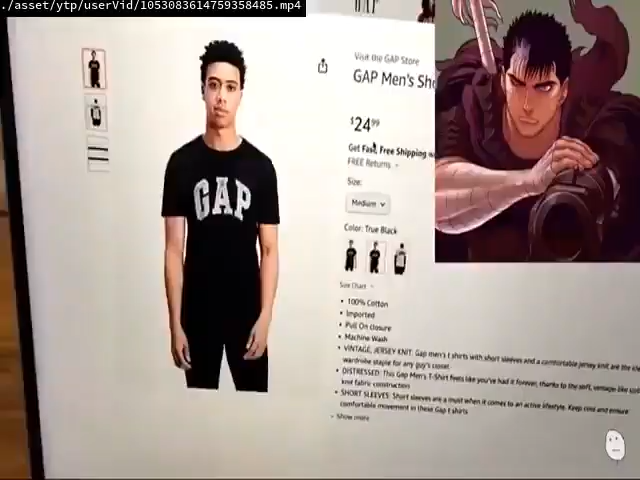 ./asset/ytp/userVid/1053083614759358485.mp4
Visit the GAP Store
GAP Men's Sho
$24⁹⁹
Get Fast, Free Shipping w
FREE Returns
Size:
Medium
Color: True Black
GAP
Size Chart
• 100% Cotton
• Imported
• Pull On closure
• Machine Wash
• VINTAGE, JERSEY KNIT: Gap men's t shirts with short sleeves and a comfortable jersey knit are the
wardrobe staple for any guy's closet
• DISTRESSED: This Gap Men's T-Shirt feels like you've had it forever, thanks to the soft, vintage-like
knit fabric construction
• SHORT SLEEVES: Short sleeves are a must when it comes to an active lifestyle. Keep cool and ensure
comfortable movement in these Gap t shirts
Show more